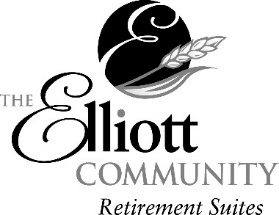 E
THE Elliott
COMMUNITY
Retirement Suites